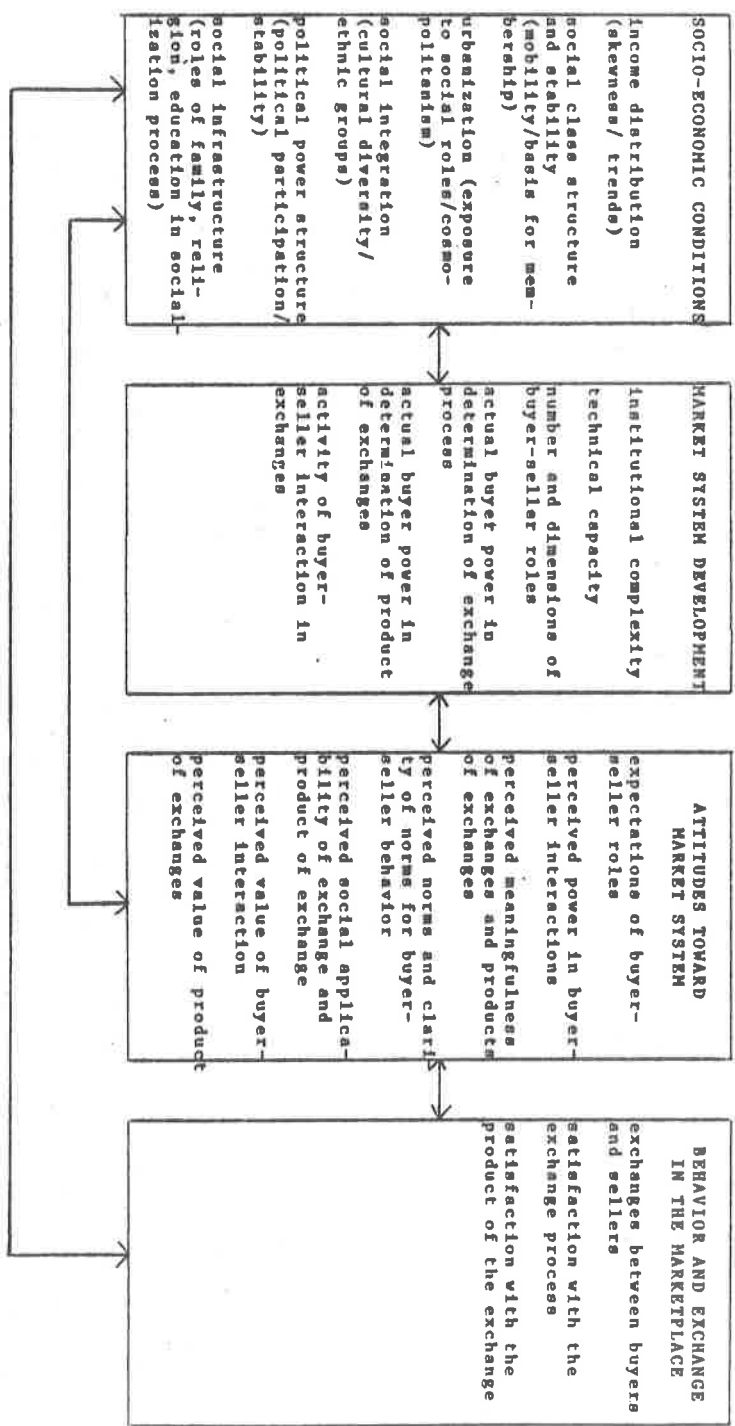 SOCIO-ECONOMIC CONDITIONS
income distribution
(skewness/ trends)
social class structure
and stability
(mobility/basis for mem-
bership)
urbanization (exposure
to social roles/cosmo-
politanism)
social integration
(cultural diversity/
ethnic groups)
political power structure
(political participation/
stability)
social infrastructure
(roles of family, reli-
gion, education in social-
ization process)
MARKET SYSTEM DEVELOPMENT
institutional complexity
technical capacity
number and dimensions of
buyer-seller roles
actual buyer power in
determination of exchange
process
actual buyer power in
determination of product
of exchanges
activity of buyer-
seller interaction in
exchanges
ATTITUDES TOWARD
MARKET SYSTEM
expectations of buyer-
seller roles
perceived power in buyer-
seller interactions
perceived meaningfulness
of exchanges and products
of exchanges
perceived norms and clari-
ty of norms for buyer-
seller behavior
perceived social applica-
bility of exchange and
product of exchange
perceived value of buyer-
seller interaction
perceived value of product
of exchanges
BEHAVIOR AND EXCHANGE
IN THE MARKETPLACE
exchanges between buyers
and sellers
satisfaction with the
exchange process
satisfaction with the
product of the exchange